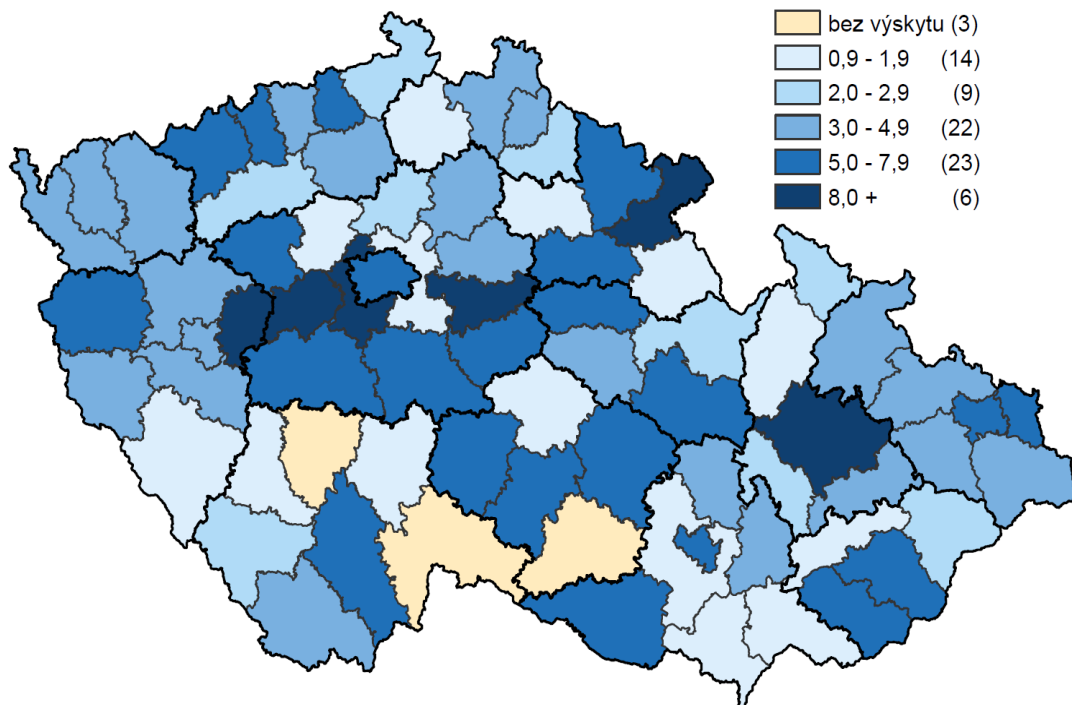 bez výskytu (3)
0,9 - 1,9 (14)
2,0 - 2,9 (9)
3,0 - 4,9 (22)
5,0 - 7,9 (23)
8,0 + (6)